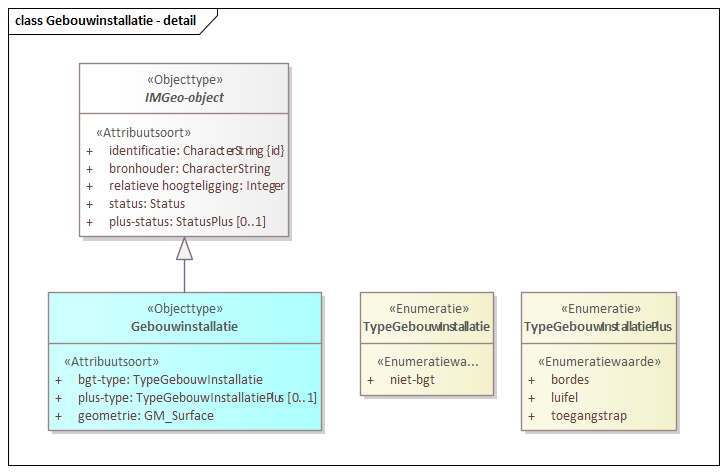 class Gebouwinstallatie - detail
«Objecttype»
IMGeo-object
«Attribuutsoort»
+ identificatie: CharacterString {id}
+ bronhouder: CharacterString
+ relatieve hoogteligging: Integer
+ status: Status
+ plus-status: StatusPlus [0..1]
«Objecttype»
Gebouwinstallatie
«Attribuutsoort»
+ bgt-type: TypeGebouwInstallatie
+ plus-type: TypeGebouwInstallatiePlus [0..1]
+ geometrie: GM_Surface
«Enumeratie»
TypeGebouwInstallatie
«Enumeratiewa...
+ niet-bgt
«Enumeratie»
TypeGebouwInstallatiePlus
«Enumeratiewaarde»
+ bordes
+ luifel
+ toegangstrap